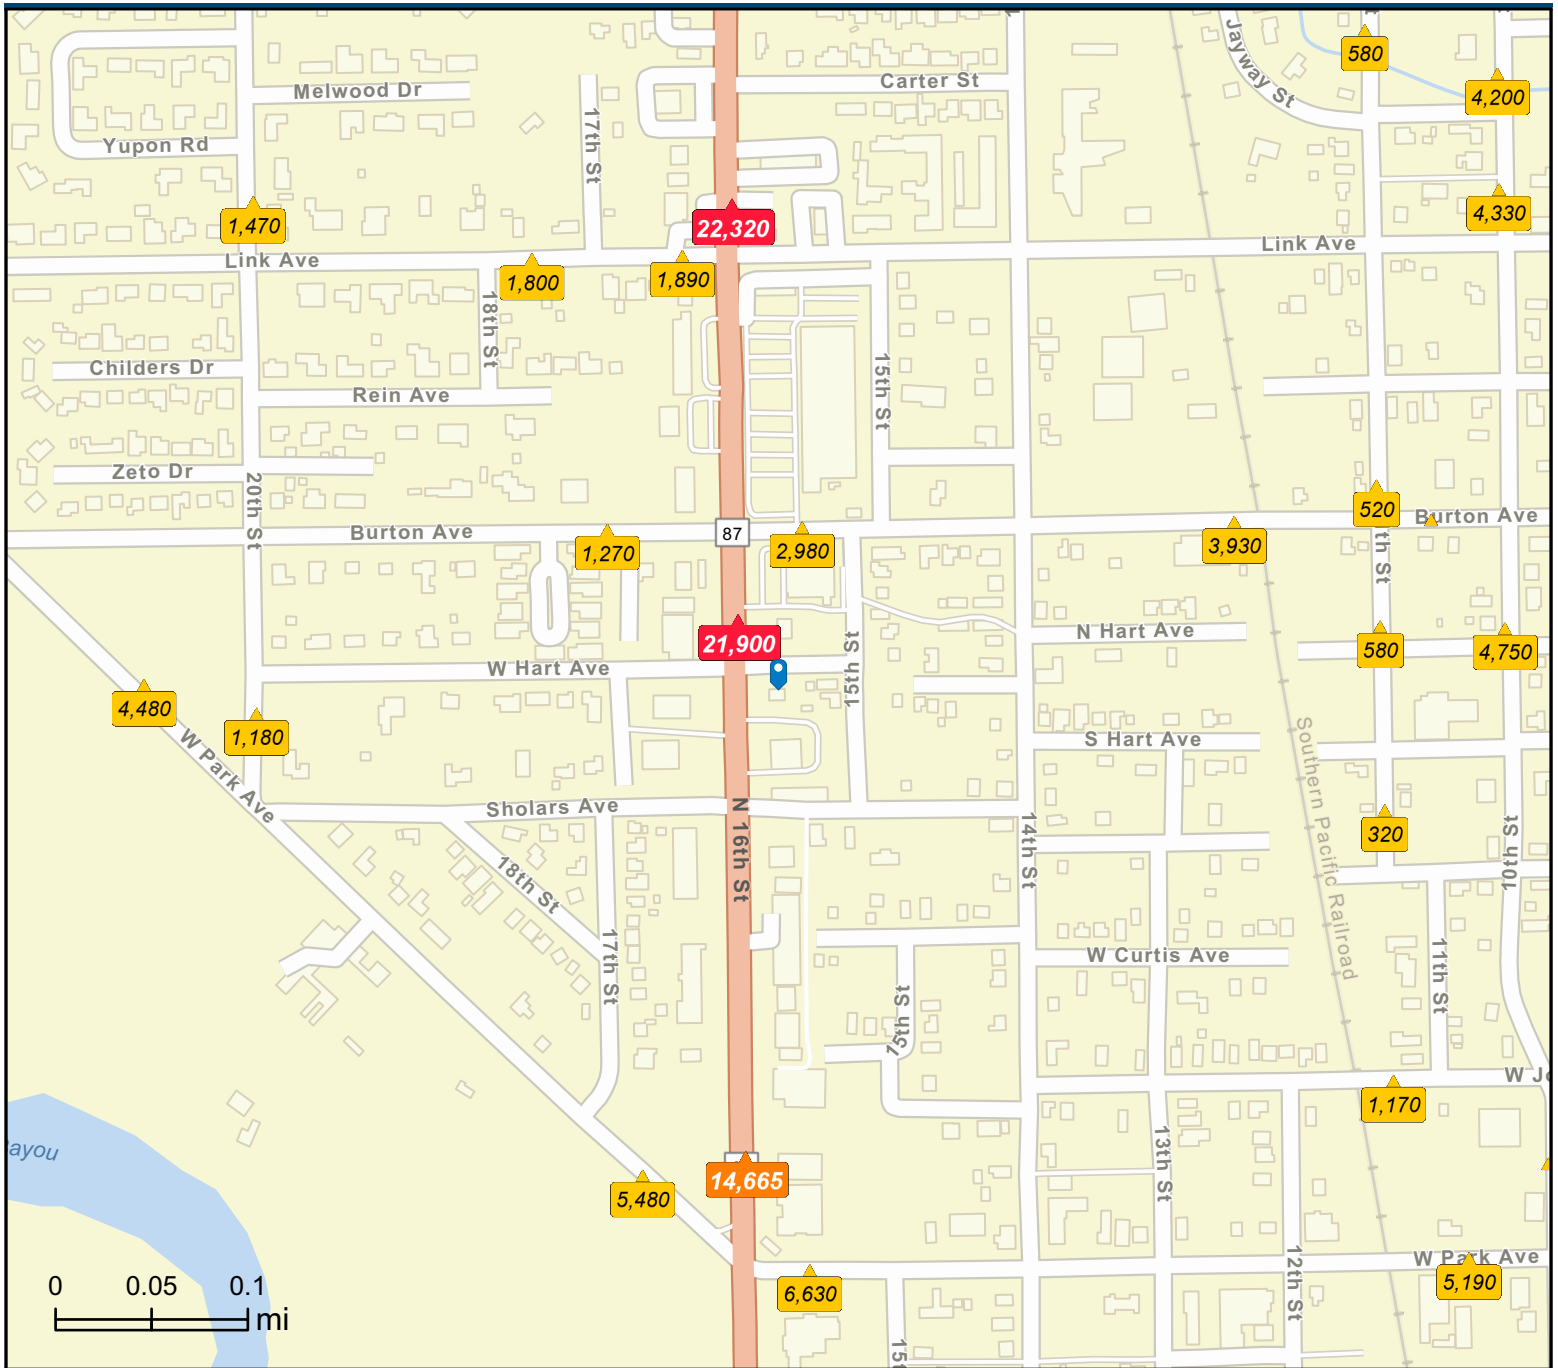 580
Jayway St
4,200
Carter St
Melwood Dr
17th St
Yupon Rd
1,470
22,320
4,330
Link Ave
Link Ave
1,800
1,890
18th St
Childers Dr
Rein Ave
15th St
Zeto Dr
20th St
520
Burton Ave
Burton Ave
87
1,270
2,980
3,930
th St
N Hart Ave
21,900
580
4,750
W Hart Ave
15th St
4,480
1,180
W Park Ave
S Hart Ave
Southern Pacific Railroad
Sholars Ave
N 16th St
14th St
320
10th St
18th St
17th St
W Curtis Ave
11th St
15th St
W Jo
1,170
ayou
13th St
14,665
5,480
W Park Ave
12th St
5,190
6,630
0 0.05 0.1
mi
15t